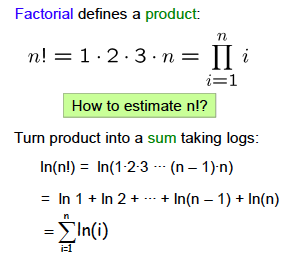 Factorial defines a product:
n! = 1 · 2 · 3 · n = ∏_{i=1}^{n} i
How to estimate n!?
Turn product into a sum taking logs:
ln(n!) = ln(1·2·3 ··· (n – 1)·n)
= ln 1 + ln 2 + ··· + ln(n – 1) + ln(n)
= ∑_{i=1}^{n} ln(i)